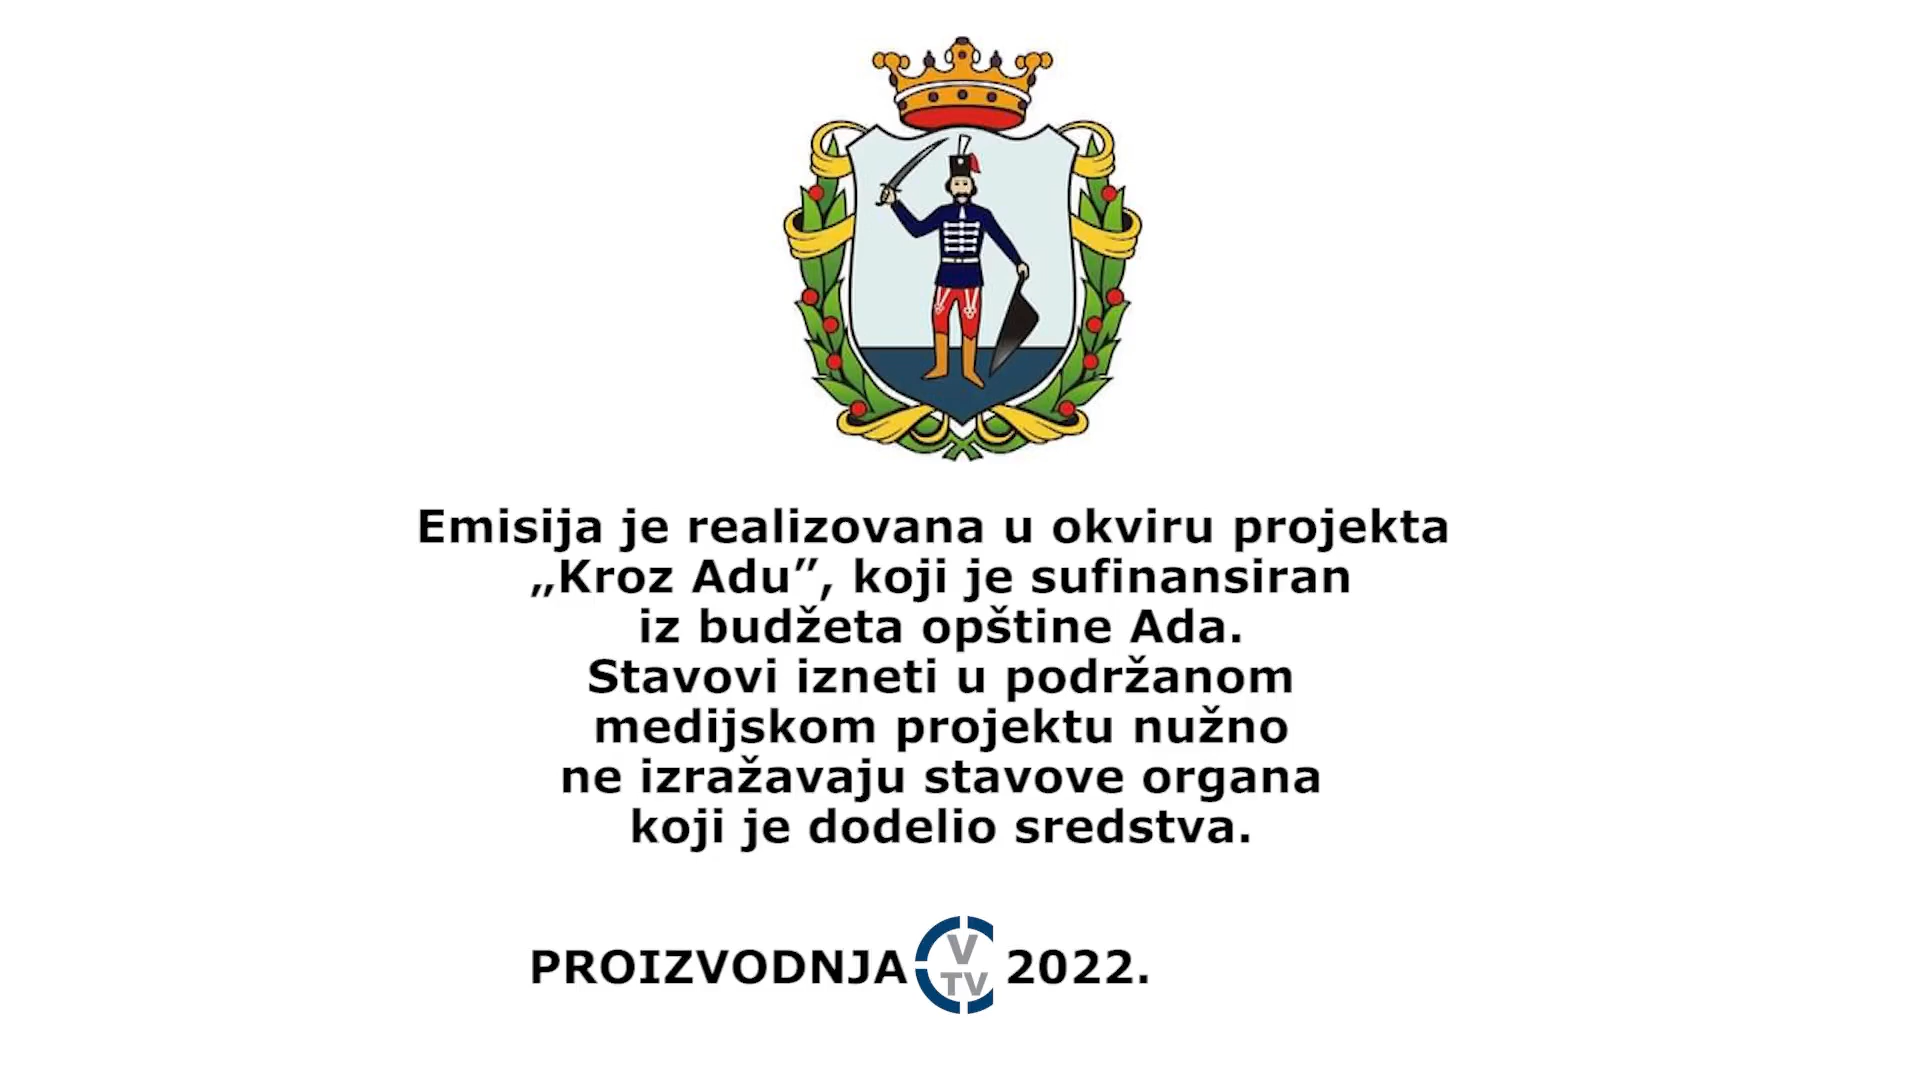 Emisija je realizovana u okviru projekta
„Kroz Adu”, koji je sufinansiran
iz budžeta opštine Ada.
Stavovi izneti u podržanom
medijskom projektu nužno
ne izražavaju stavove organa
koji je dodelio sredstva.
PROIZVODNJA VTV 2022.